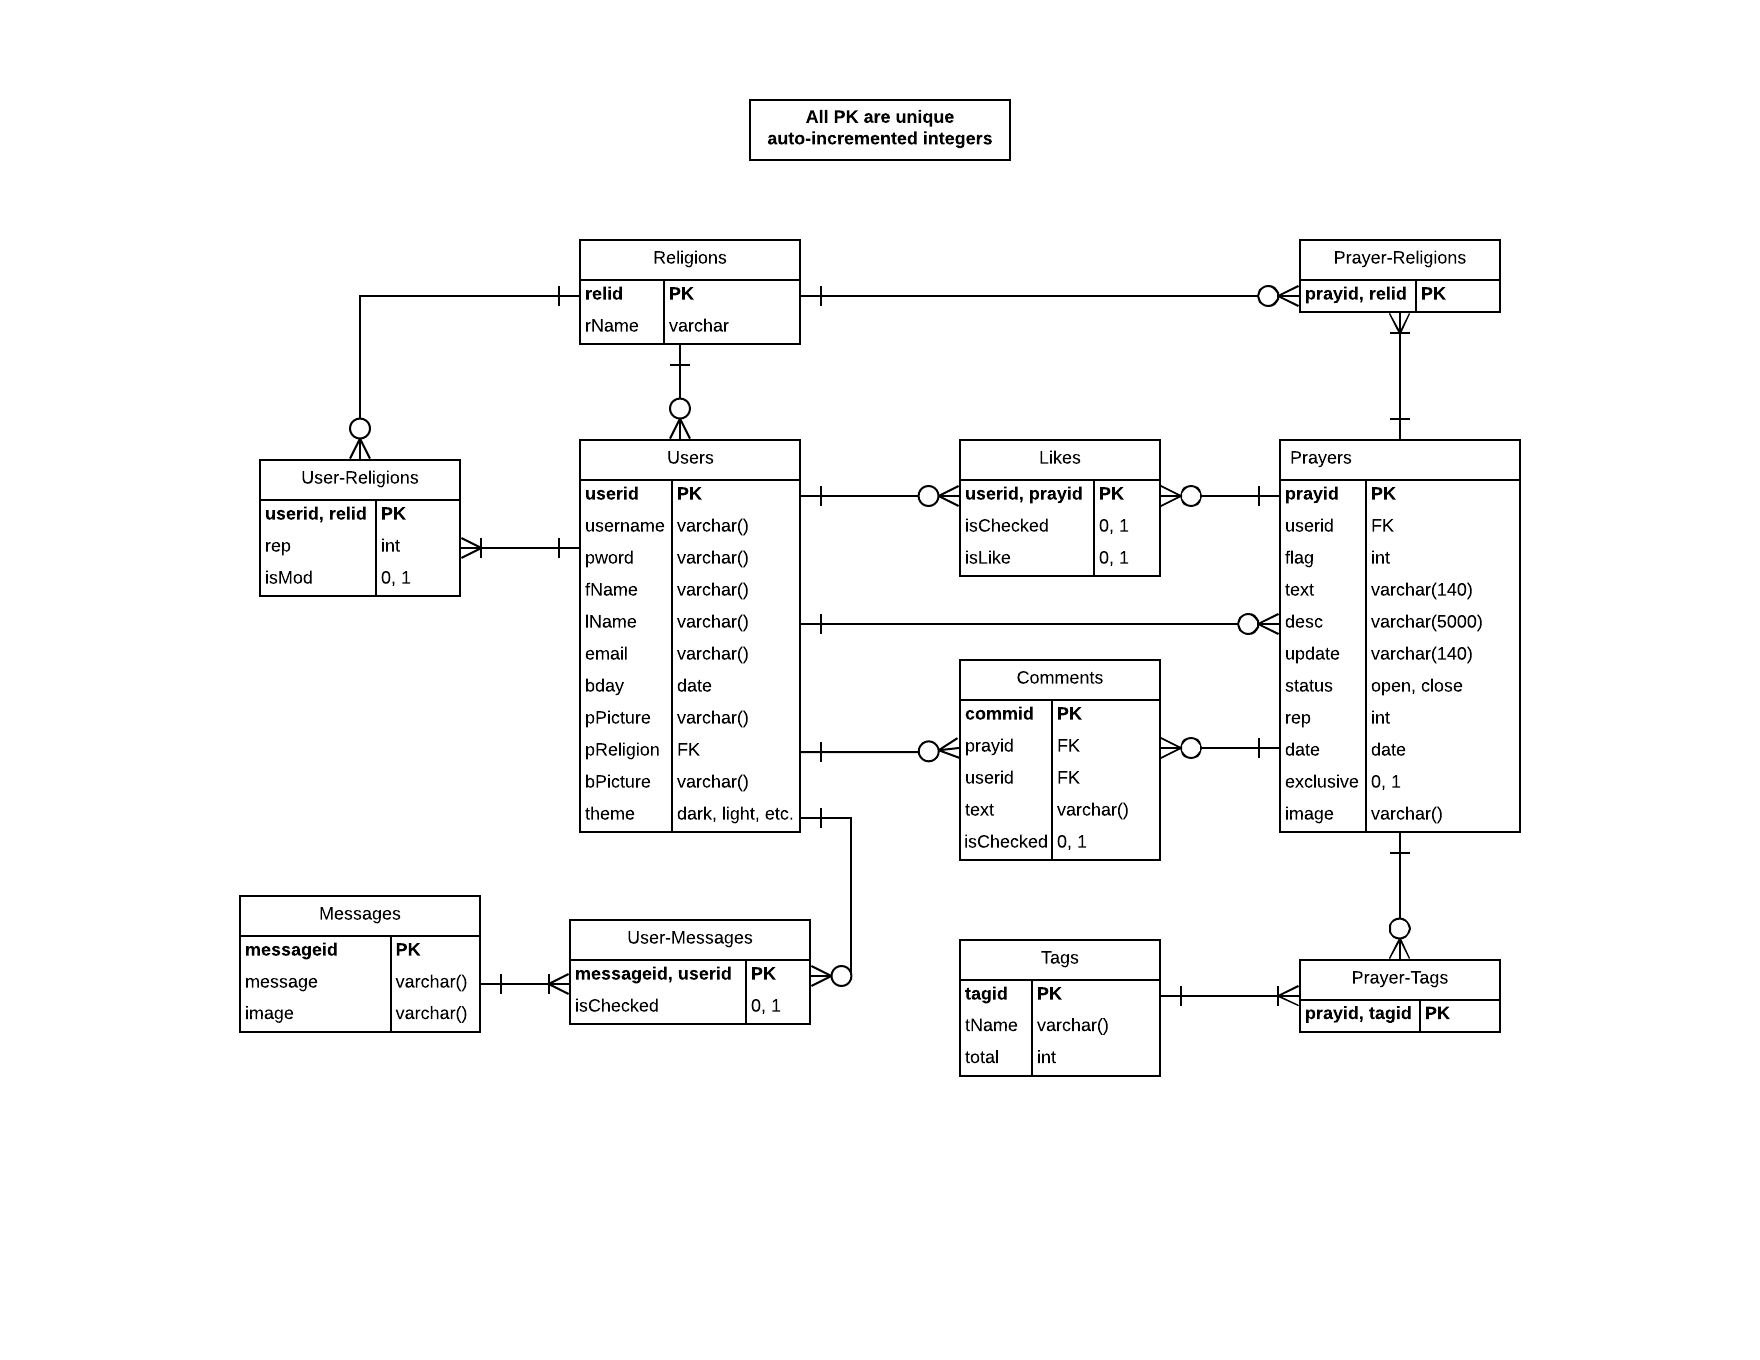 All PK are unique
auto-incremented integers
Religions
relid PK
rName varchar
Prayer-Religions
prayid, relid PK
User-Religions
userid, relid PK
rep int
isMod 0, 1
Users
userid PK
username varchar()
pword varchar()
fName varchar()
lName varchar()
email varchar()
bday date
pPicture varchar()
pReligion FK
bPicture varchar()
theme dark, light, etc.
Likes
userid, prayid PK
isChecked 0, 1
isLike 0, 1
Prayers
prayid PK
userid FK
flag int
text varchar(140)
desc varchar(5000)
update varchar(140)
status open, close
rep int
date date
exclusive 0, 1
image varchar()
Comments
commid PK
prayid FK
userid FK
text varchar()
isChecked 0, 1
Messages
messageid PK
message varchar()
image varchar()
User-Messages
messageid, userid PK
isChecked 0, 1
Tags
tagid PK
tName varchar()
total int
Prayer-Tags
prayid, tagid PK